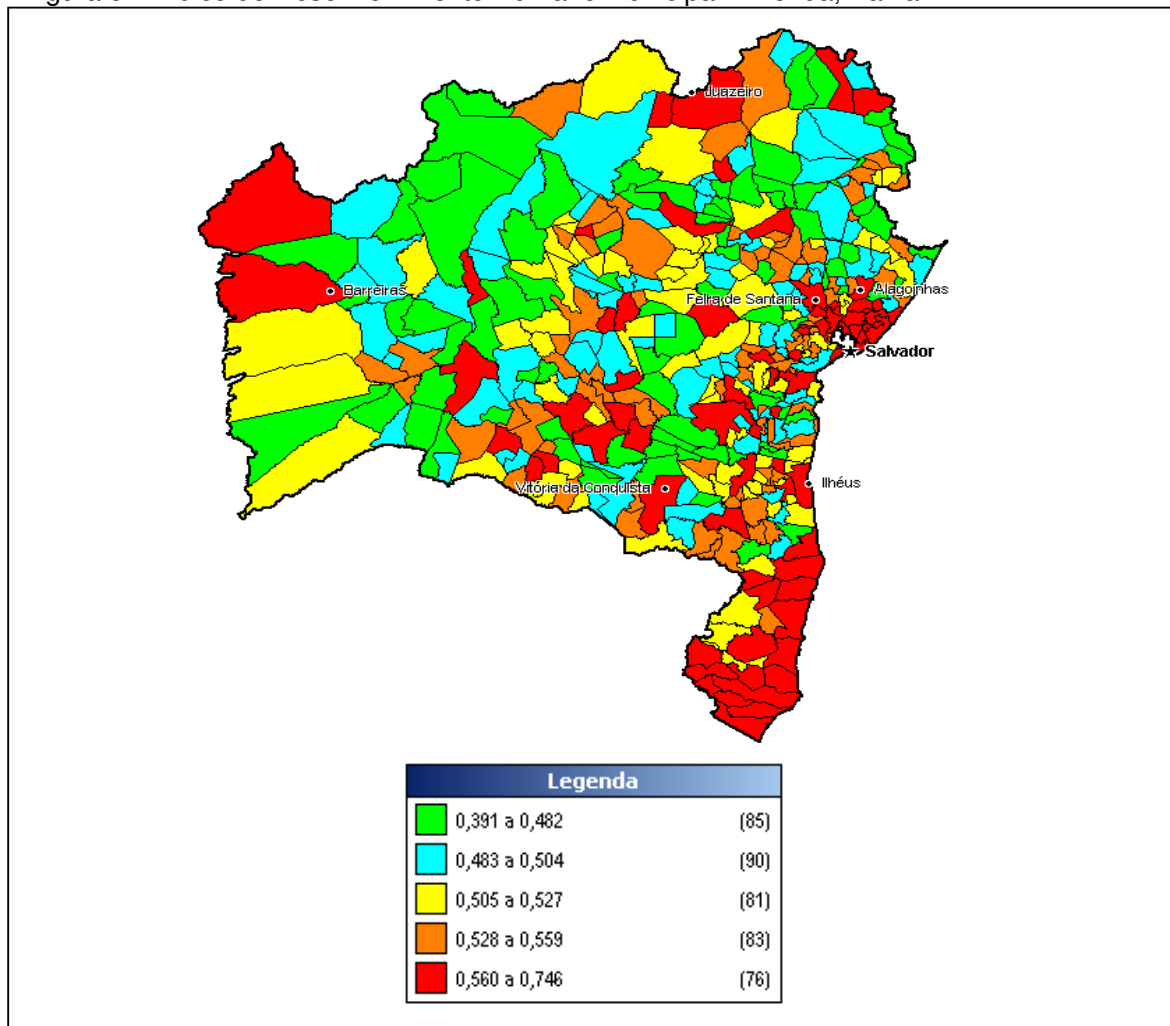 Juazeiro
Barreiras
Feira de Santana
Alagoinhas
Salvador
Vitória da Conquista
Ilhéus
Legenda
0,391 a 0,482 (85)
0,483 a 0,504 (90)
0,505 a 0,527 (81)
0,528 a 0,559 (83)
0,560 a 0,746 (76)